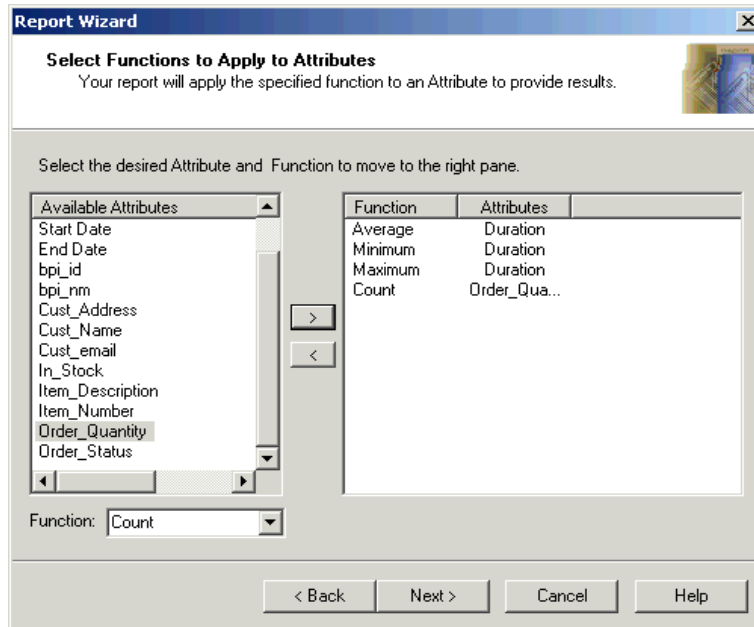 Report Wizard
Select Functions to Apply to Attributes
Your report will apply the specified function to an Attribute to provide results.
Select the desired Attribute and Function to move to the right pane.
Available Attributes
Start Date
End Date
bpi_id
bpi_nm
Cust_Address
Cust_Name
Cust_email
In_Stock
Item_Description
Item_Number
Order_Quantity
Order_Status
>
<
Function Attributes
Average Duration
Minimum Duration
Maximum Duration
Count Order_Qua...
Function: Count
< Back Next > Cancel Help